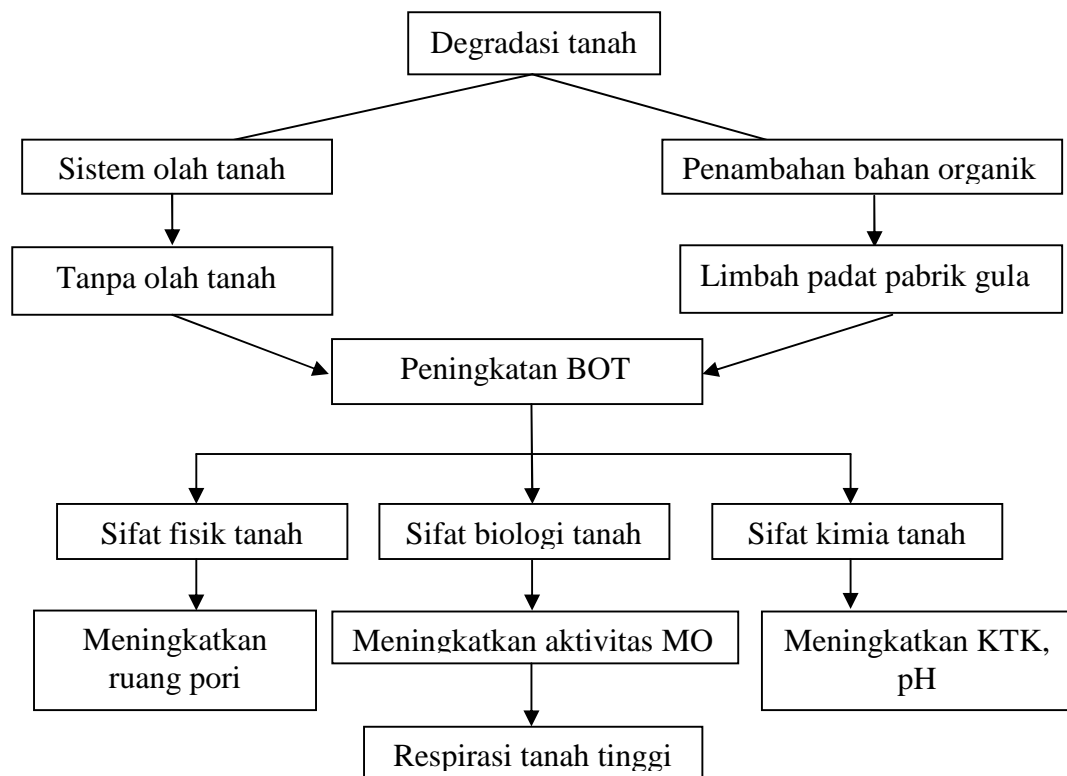 Degradasi tanah
Sistem olah tanah
Penambahan bahan organik
Tanpa olah tanah
Limbah padat pabrik gula
Peningkatan BOT
Sifat fisik tanah
Sifat biologi tanah
Sifat kimia tanah
Meningkatkan
ruang pori
Meningkatkan aktivitas MO
Meningkatkan KTK,
pH
Respirasi tanah tinggi